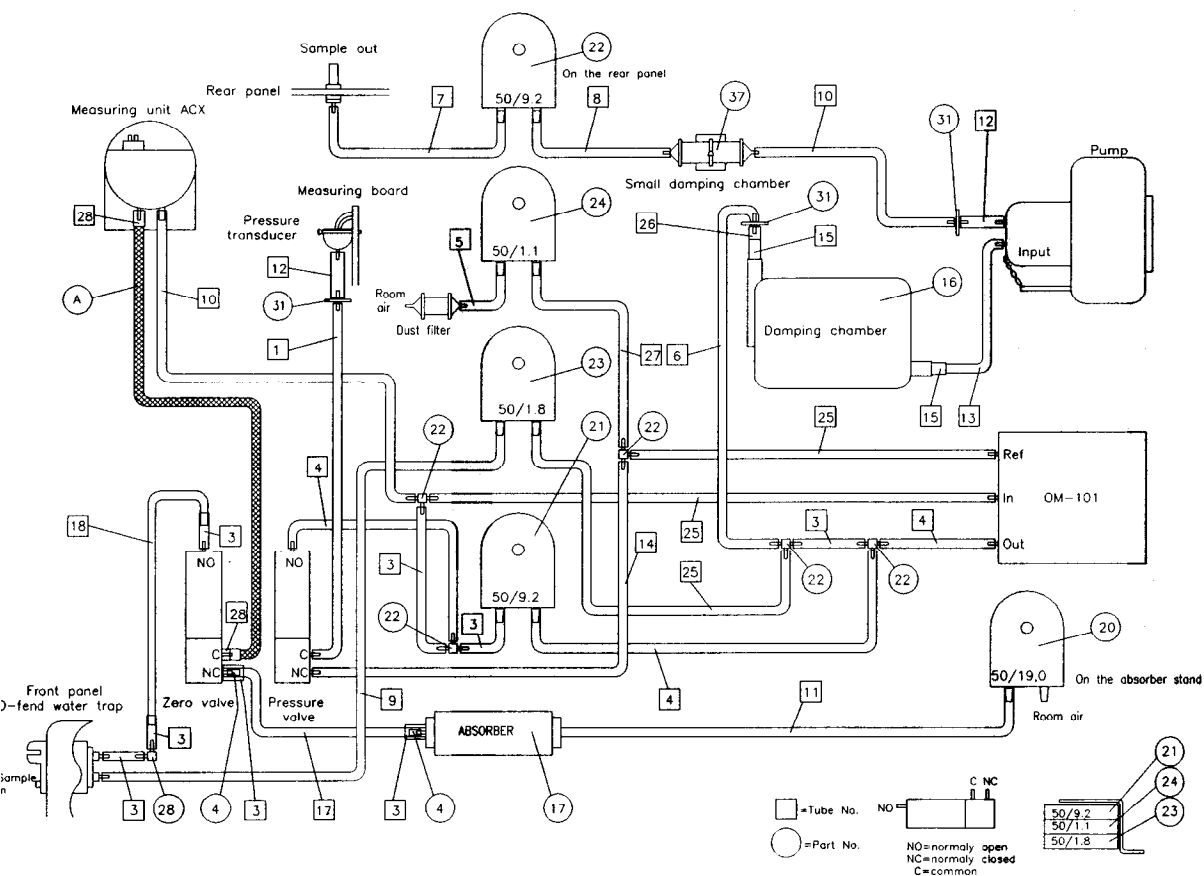 Sample out
Rear panel
7
50/9.2
22
On the rear panel
8
37
Small damping chamber
10
31
12
Pump
Input
Measuring unit ACX
28
A
10
Measuring board
Pressure
transducer
12
31
1
24
50/1.1
5
Room
air
Dust filter
23
50/1.8
27
6
26
15
31
16
Damping chamber
15
13
22
21
22
25
Ref
In
Out
OM-101
4
18
3
NO
NO
3
50/9.2
14
25
25
3
4
22
22
22
3
28
C
NC
C
NC
Zero valve
Pressure
valve
9
4
11
20
50/19,0
On the absorber stand
Room air
Front panel
-fend water trap
3
3
28
4
3
17
ABSORBER
3
4
17
=Tube No.
=Part No.
C NC
NO
NO=normaly open
NC=normaly closed
C=common
50/9.2
50/1.1
50/1.8
21
24
23